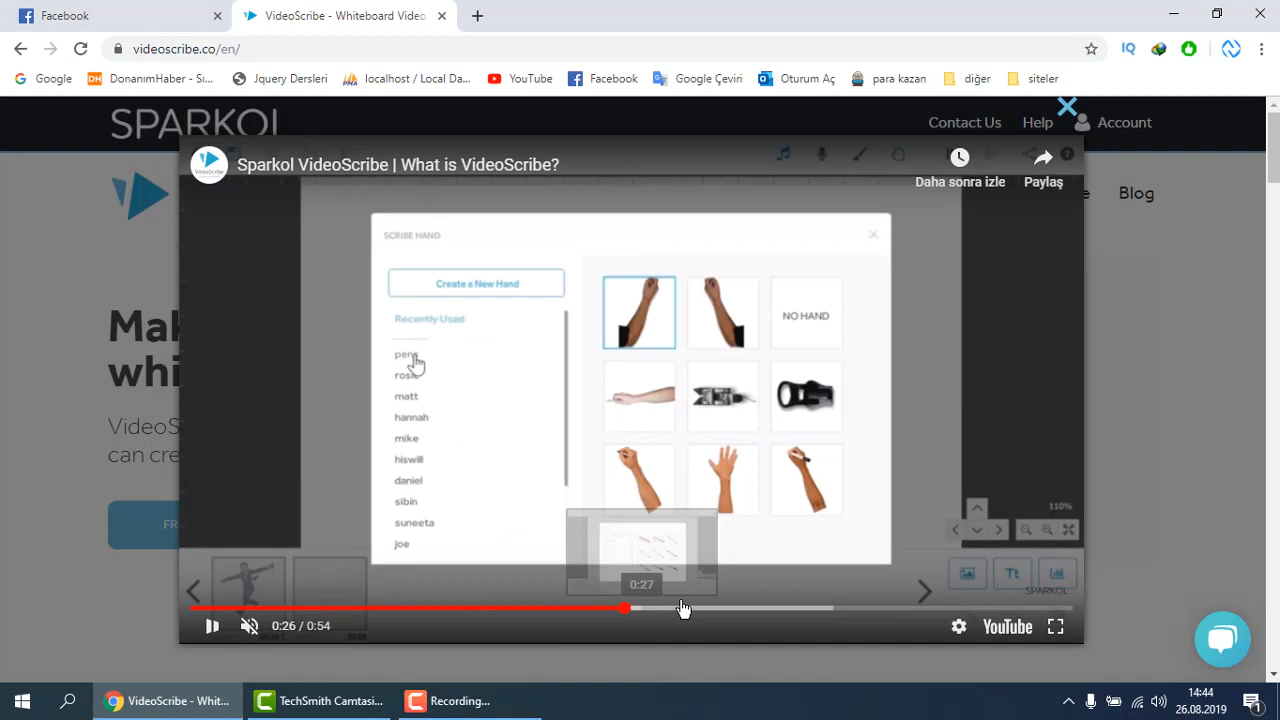 Facebook
VideoScribe - Whiteboard Video
videoscribe.co/en/
Google
DonanımHaber - Si...
Jquery Dersleri
localhost / Local Da...
YouTube
Facebook
Google Çeviri
Oturum Aç
para kazan
diğer
siteler
SPARKOL
Contact Us
Help
Account
Sparkol VideoScribe | What is VideoScribe?
Daha sonra izle
Paylaş
Blog
SCRIBE HAND
Create a New Hand
Recently Used
NO HAND
rosie
matt
hannah
mike
hiswill
daniel
sibin
suneeta
joe
Mak
whi
VideoS
can cre
FR
110%
Tt
SPARKOL
0:27
0:26 / 0:54
YouTube
VideoScribe - Whit...
TechSmith Camtasi...
Recording...
14:44
26.08.2019
1